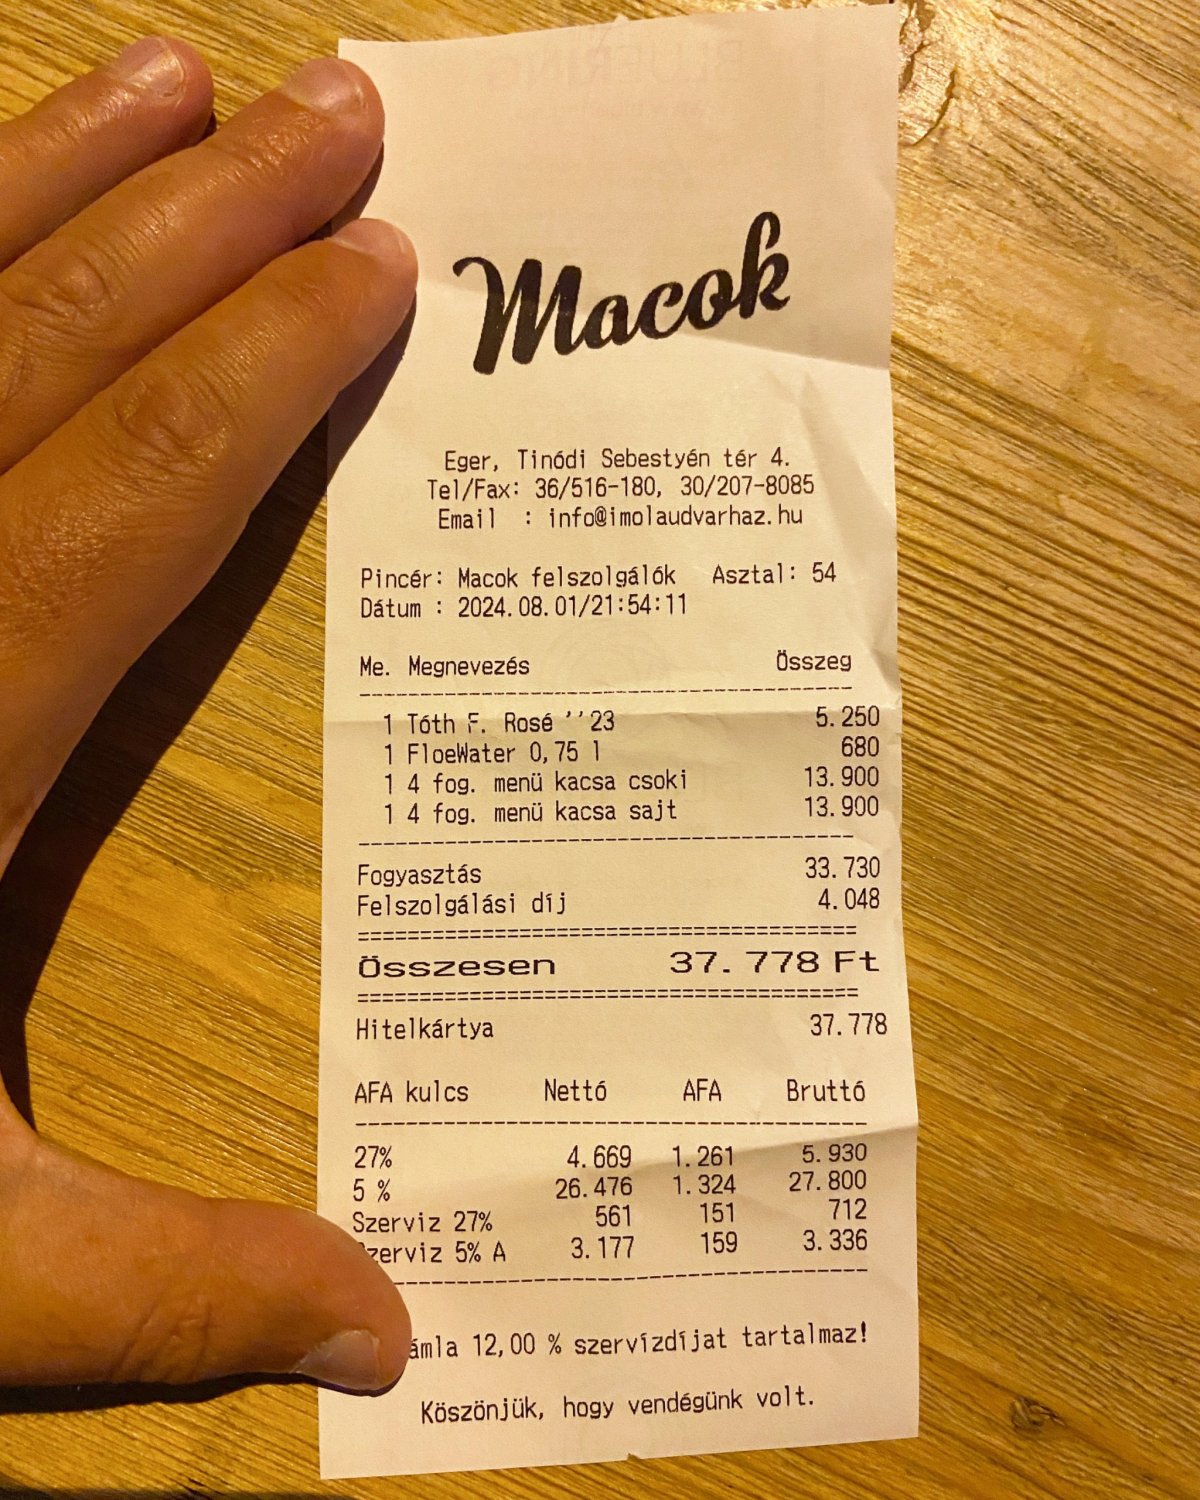 Macok
Eger, Tinódi Sebestyén tér 4.
Tel/Fax: 36/516-180, 30/207-8085
Email : info@imolaudvarhaz.hu
Pincér: Macok felszolgálók Asztal: 54
Dátum : 2024.08.01/21:54:11
Me. Megnevezés Összeg
1 Tóth F. Rosé ''23 5.250
1 FloeWater 0,75 l 680
1 4 fog. menü kacsa csoki 13.900
1 4 fog. menü kacsa sajt 13.900
Fogyasztás 33.730
Felszolgálási díj 4.048
Összesen 37.778 Ft
Hitelkártya 37.778
AFA kulcs Nettó AFA Bruttó
27% 4.669 1.261 5.930
5 % 26.476 1.324 27.800
Szerviz 27% 561 151 712
zerviz 5% A 3.177 159 3.336
ámla 12,00 % szervízdíjat tartalmaz!
Köszönjük, hogy vendégünk volt.